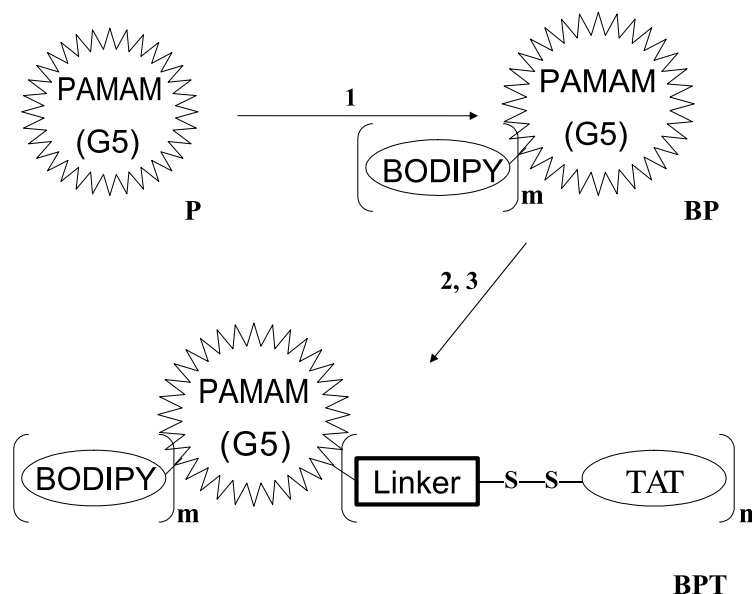 PAMAM
(G5)
P
1
BODIPY
m
PAMAM
(G5)
BP
2, 3
PAMAM
(G5)
BODIPY
m
Linker
S—S
TAT
n
BPT